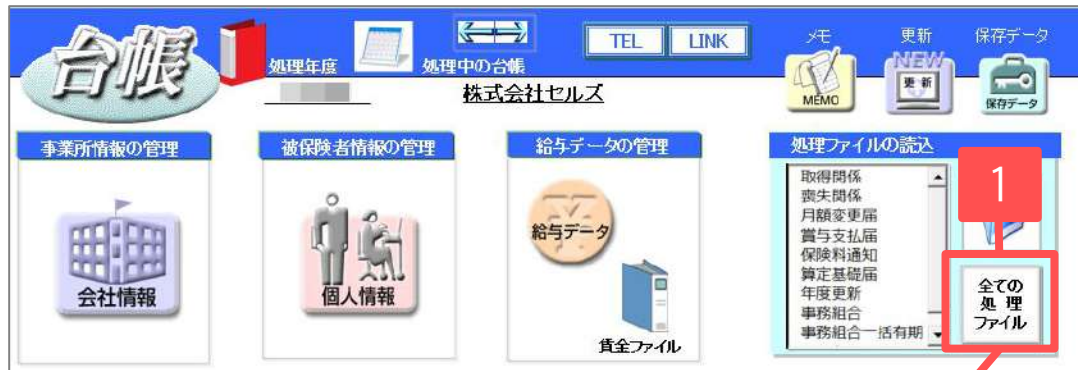 台帳
処理年度
処理中の台帳
TEL
LINK
メモ
更新
保存データ
MEMO
NEW
更新
保存データ
株式会社セルズ
事業所情報の管理
被保険者情報の管理
給与データの管理
処理ファイルの読込
会社情報
個人情報
給与データ
賃金ファイル
取得関係
喪失関係
月額変更届
賞与支払届
保険料通知
算定基礎届
年度更新
事務組合
事務組合一括有期
1
全ての
処 理
ファイル